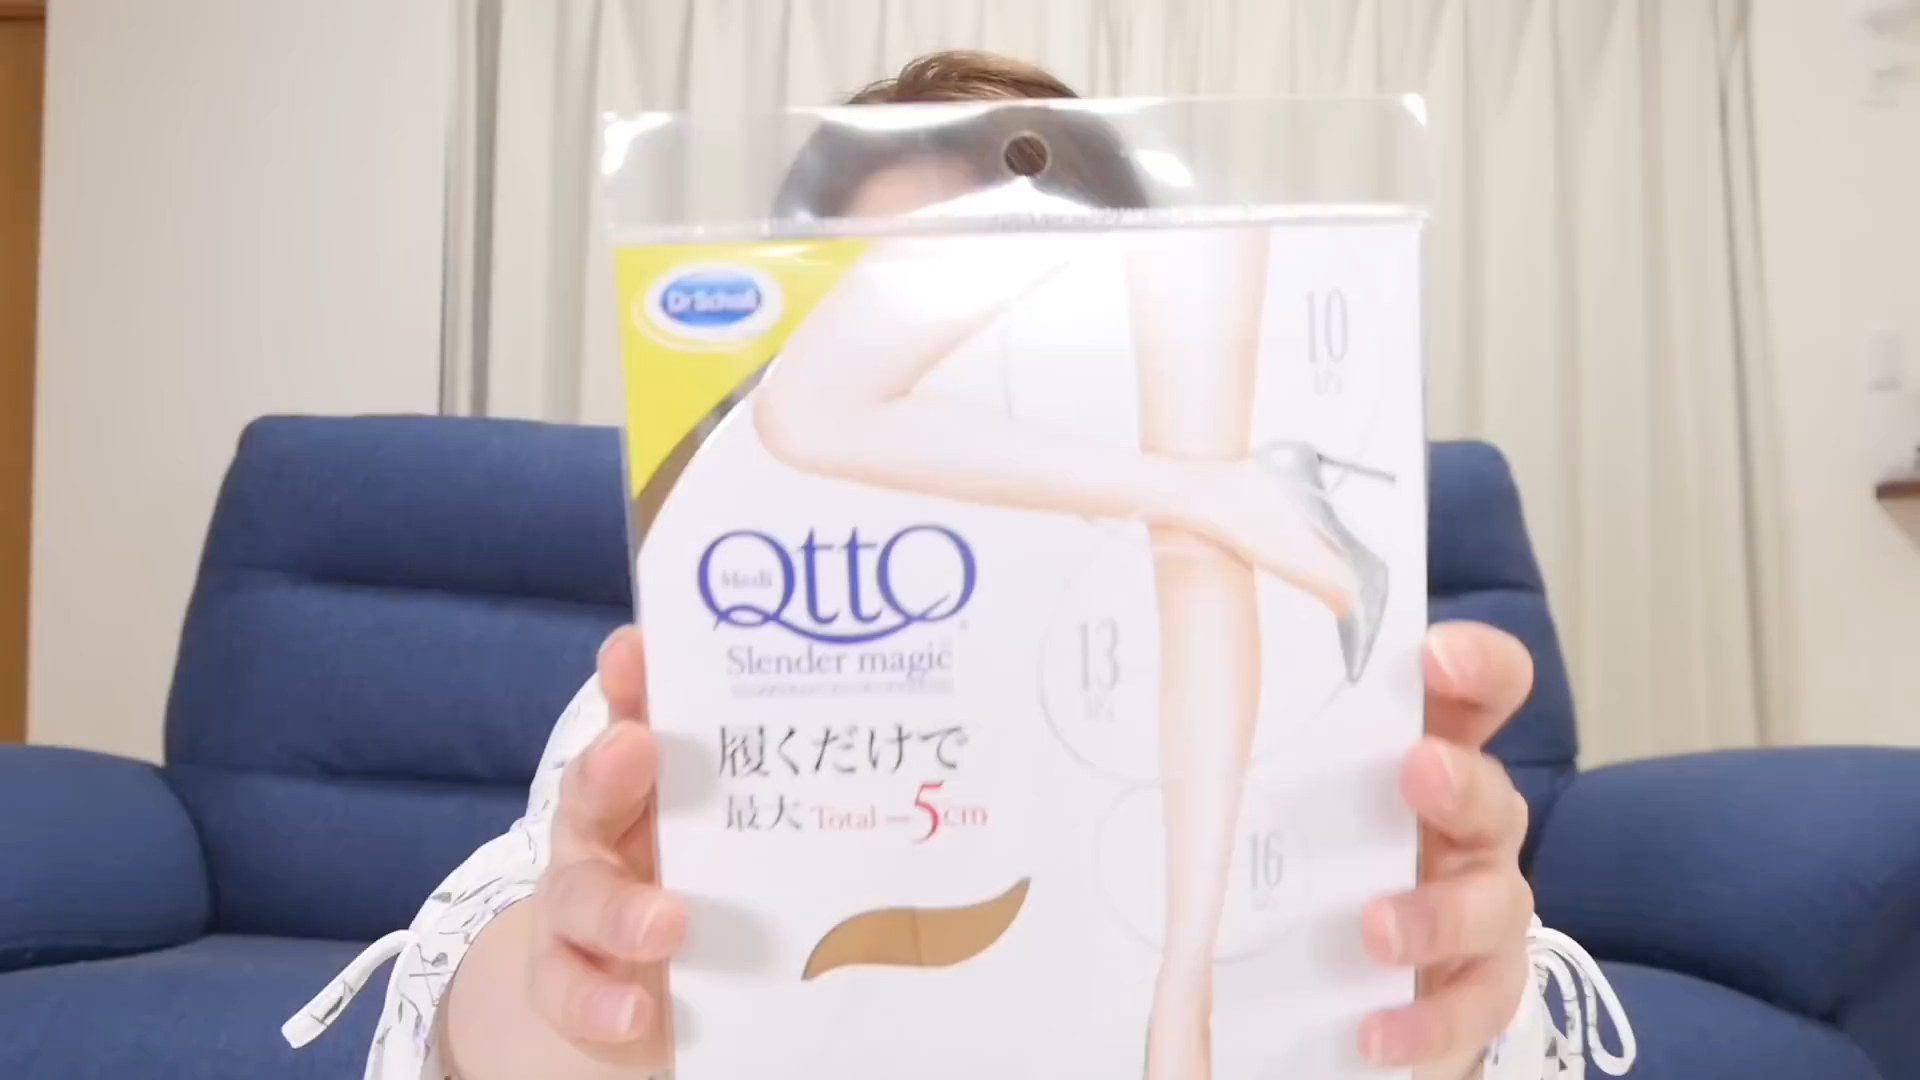 Dr.Scholl
10
Medi
QttO
Slender magic
13
履くだけで
最大 Total −5cm
16